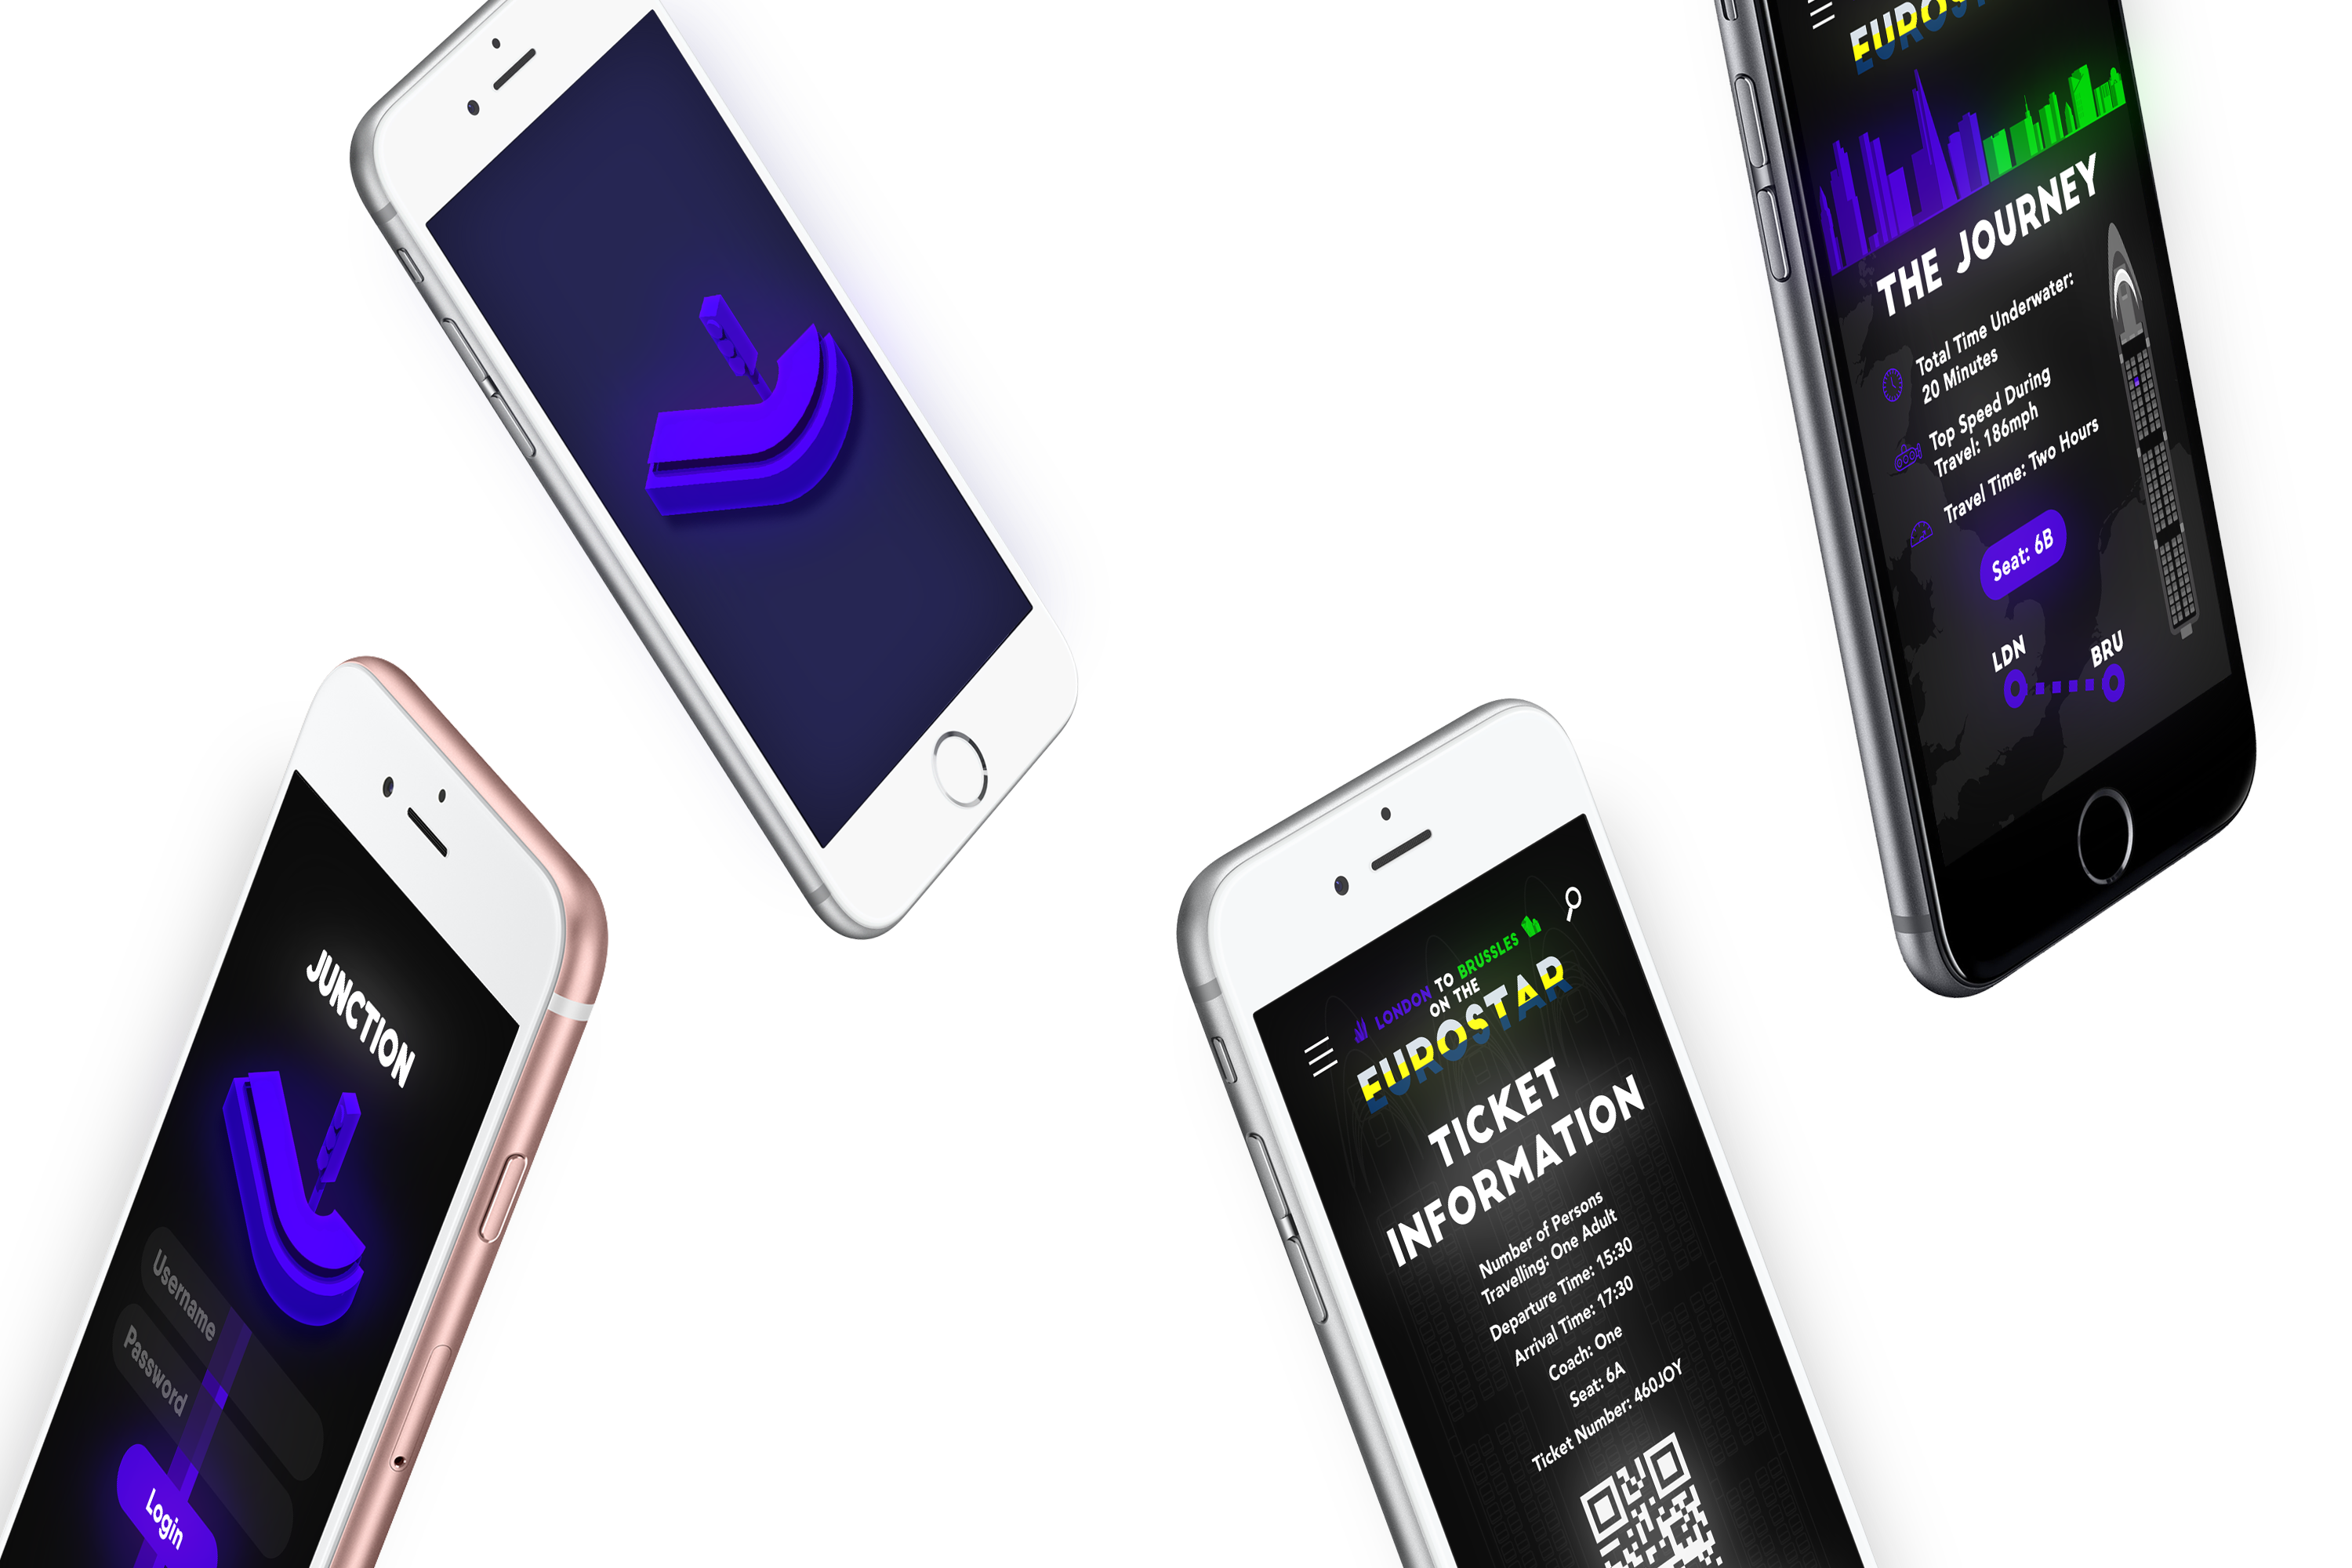 EUROSTAR
THE JOURNEY
Total Time Underwater:
20 Minutes
Top Speed During
Travel: 186mph
Travel Time: Two Hours
Seat: 6B
LDN
BRU
JUNCTION
Username
Password
Login
LONDON TO BRUSSLES
ON THE
EUROSTAR
TICKET
INFORMATION
Number of Persons
Travelling: One Adult
Departure Time: 15:30
Arrival Time: 17:30
Coach: One
Seat: 6A
Ticket Number: 460JOY